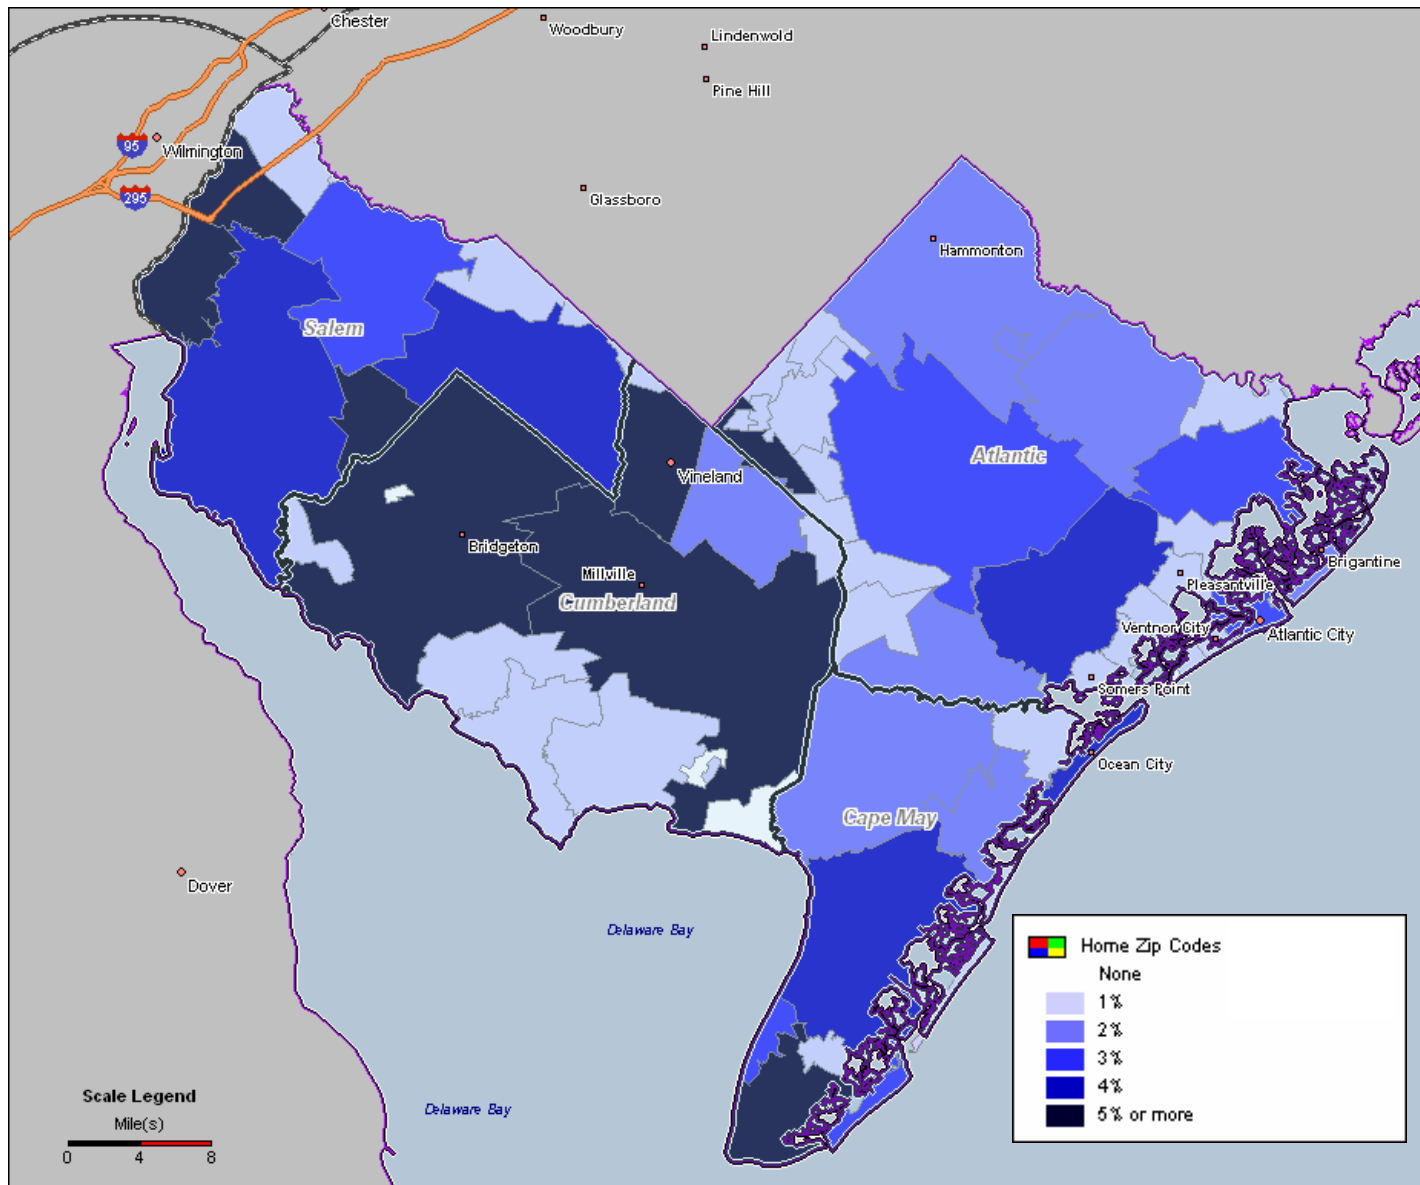 Chester
Woodbury
Lindenwold
Pine Hill
95
Wilmington
295
Glassboro
Hammonton
Salem
Atlantic
Vineland
Bridgeton
Millville
Cumberland
Brigantine
Pleasantville
Ventnor City
Atlantic City
Somers Point
Ocean City
Cape May
Dover
Delaware Bay
Home Zip Codes
None
1%
2%
3%
4%
5% or more
Scale Legend
Mile(s)
0 4 8
Delaware Bay